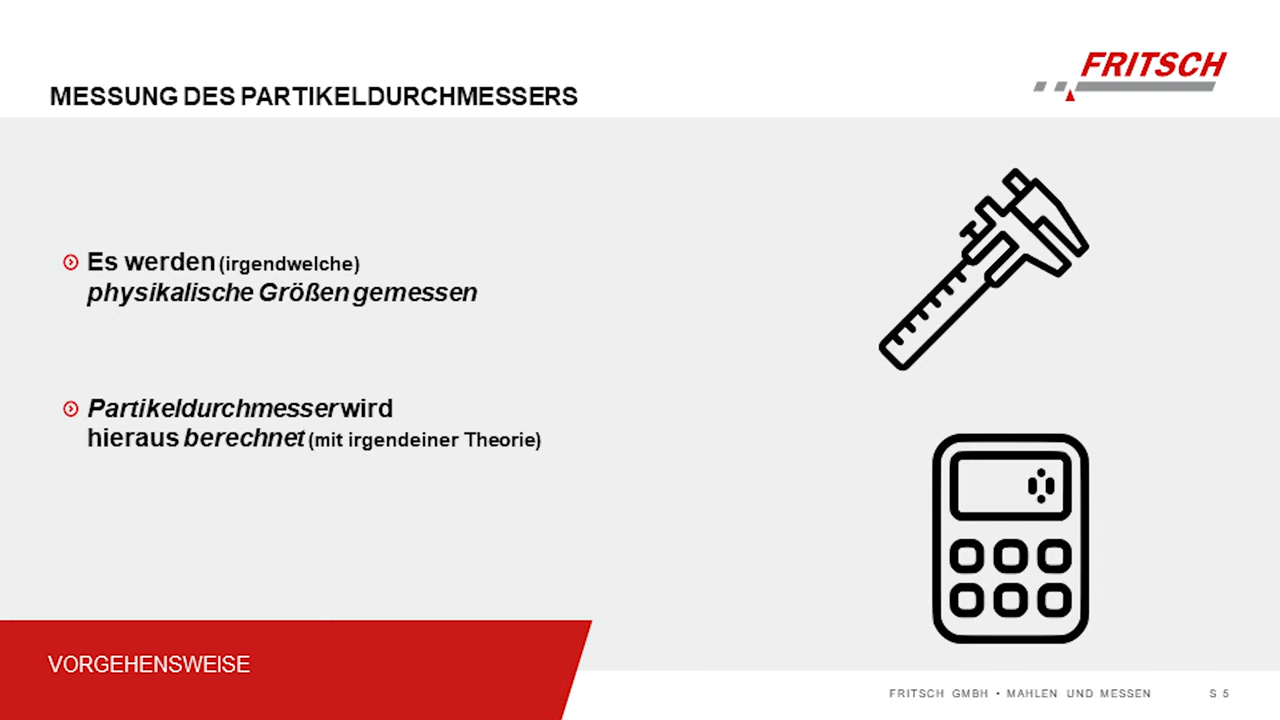 FRITSCH
MESSUNG DES PARTIKELDURCHMESSERS
Es werden (irgendwelche)
physikalische Größen gemessen
Partikeldurchmesser wird
hieraus berechnet (mit irgendeiner Theorie)
VORGEHENSWEISE
FRITSCH GMBH • MAHLEN UND MESSEN S 5